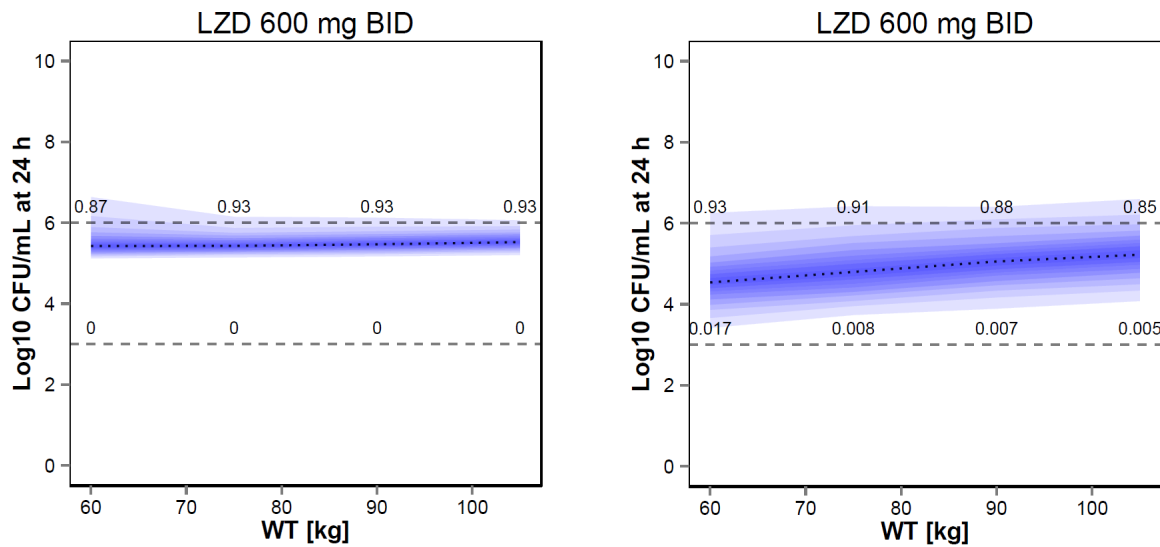 LZD 600 mg BID
Log10 CFU/mL at 24 h
10
8
6
4
2
0
0.87 0.93 0.93 0.93
0 0 0 0
60 70 80 90 100
WT [kg]
LZD 600 mg BID
Log10 CFU/mL at 24 h
10
8
6
4
2
0
0.93 0.91 0.88 0.85
0.017 0.008 0.007 0.005
60 70 80 90 100
WT [kg]